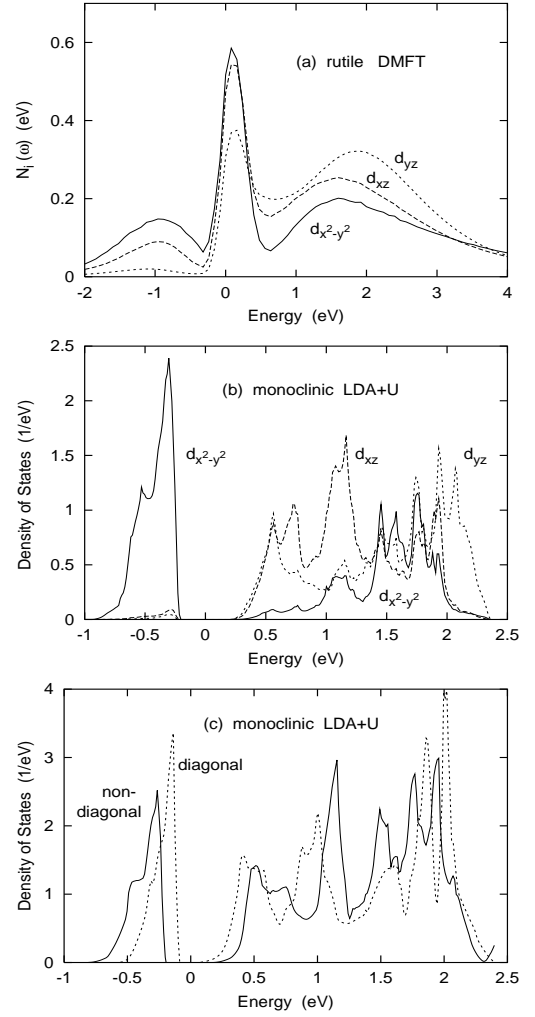 (a) rutile DMFT
N_i(ω) (eV)
0.6
0.4
0.2
0
d_yz
d_xz
d_x²-y²
-2
-1
0
1
2
3
4
Energy (eV)
(b) monoclinic LDA+U
Density of States (1/eV)
2.5
2
1.5
1
0.5
0
d_x²-y²
d_xz
d_yz
d_x²-y²
-1
-0.5
0
0.5
1
1.5
2
2.5
Energy (eV)
(c) monoclinic LDA+U
Density of States (1/eV)
4
3
2
1
0
non-
diagonal
diagonal
-1
-0.5
0
0.5
1
1.5
2
2.5
Energy (eV)